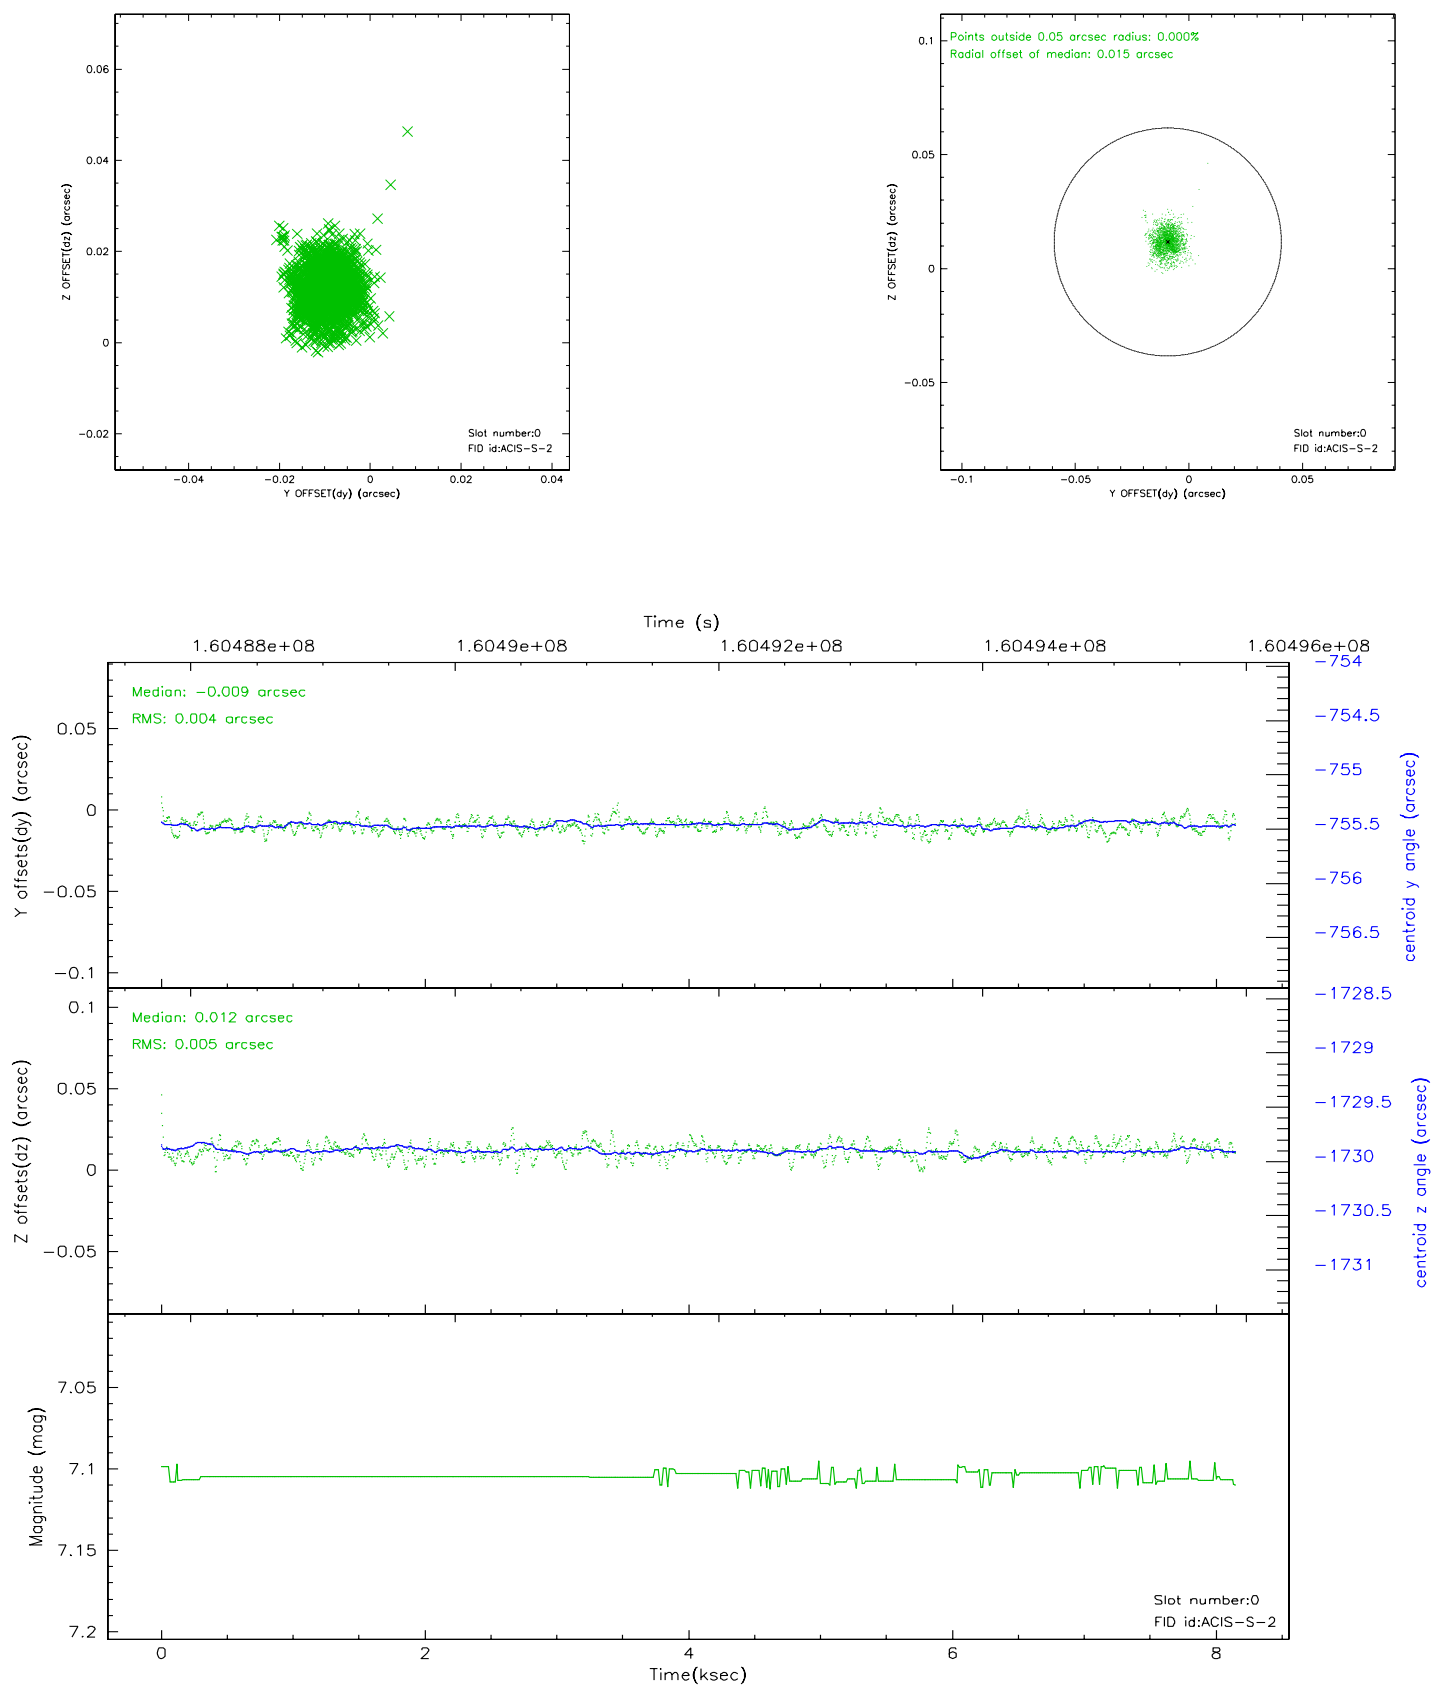 0.06
0.04
0.02
0
-0.02
Z OFFSET(dz) (arcsec)
Slot number:0
FID id:ACIS-S-2
-0.04
-0.02
0
0.02
0.04
Y OFFSET(dy) (arcsec)
Points outside 0.05 arcsec radius: 0.000%
Radial offset of median: 0.015 arcsec
0.1
0.05
0
-0.05
Z OFFSET(dz) (arcsec)
Slot number:0
FID id:ACIS-S-2
-0.1
-0.05
0
0.05
Y OFFSET(dy) (arcsec)
Time (s)
1.60488e+08
1.6049e+08
1.60492e+08
1.60494e+08
1.60496e+08
Median: -0.009 arcsec
RMS: 0.004 arcsec
0.05
0
-0.05
-0.1
Y offsets(dy) (arcsec)
-754
-754.5
-755
-755.5
-756
-756.5
centroid y angle (arcsec)
Median: 0.012 arcsec
RMS: 0.005 arcsec
0.1
0.05
0
-0.05
Z offsets(dz) (arcsec)
-1728.5
-1729
-1729.5
-1730
-1730.5
-1731
centroid z angle (arcsec)
7.05
7.1
7.15
7.2
Magnitude (mag)
Slot number:0
FID id:ACIS-S-2
0
2
4
6
8
Time(ksec)